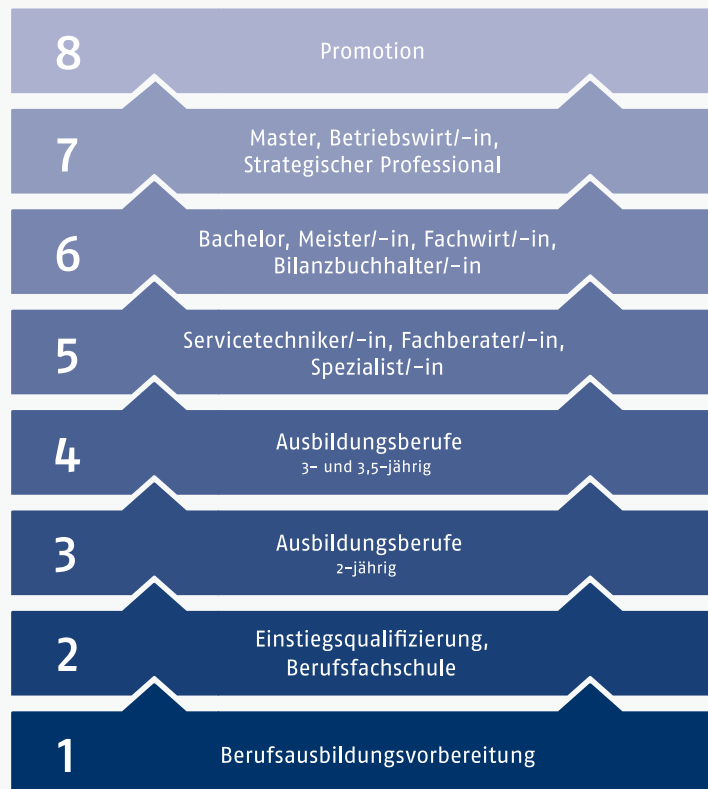 8
Promotion
7
Master, Betriebswirt/-in,
Strategischer Professional
6
Bachelor, Meister/-in, Fachwirt/-in,
Bilanzbuchhalter/-in
5
Servicetechniker/-in, Fachberater/-in,
Spezialist/-in
4
Ausbildungsberufe
3- und 3,5-jährig
3
Ausbildungsberufe
2-jährig
2
Einstiegsqualifizierung,
Berufsfachschule
1
Berufsausbildungsvorbereitung